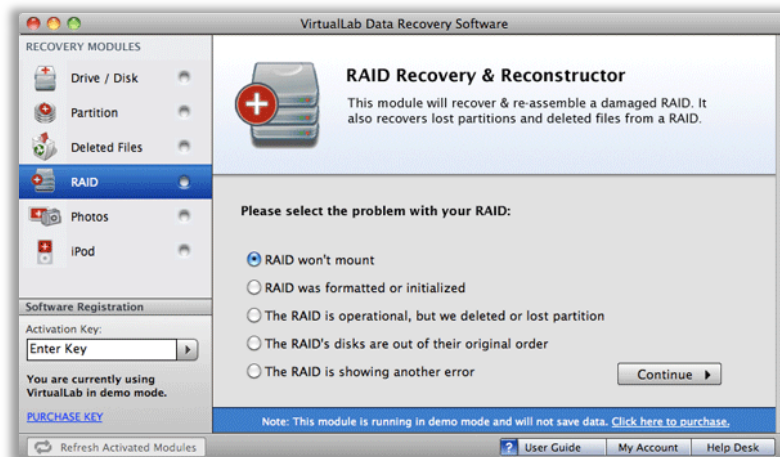 VirtualLab Data Recovery Software
RECOVERY MODULES
Drive / Disk
Partition
Deleted Files
RAID
Photos
iPod
Software Registration
Activation Key:
Enter Key
You are currently using
VirtualLab in demo mode.
PURCHASE KEY
Refresh Activated Modules
RAID Recovery & Reconstructor
This module will recover & re-assemble a damaged RAID. It
also recovers lost partitions and deleted files from a RAID.
Please select the problem with your RAID:
RAID won't mount
RAID was formatted or initialized
The RAID is operational, but we deleted or lost partition
The RAID's disks are out of their original order
The RAID is showing another error
Continue
Note: This module is running in demo mode and will not save data. Click here to purchase.
? User Guide
My Account
Help Desk